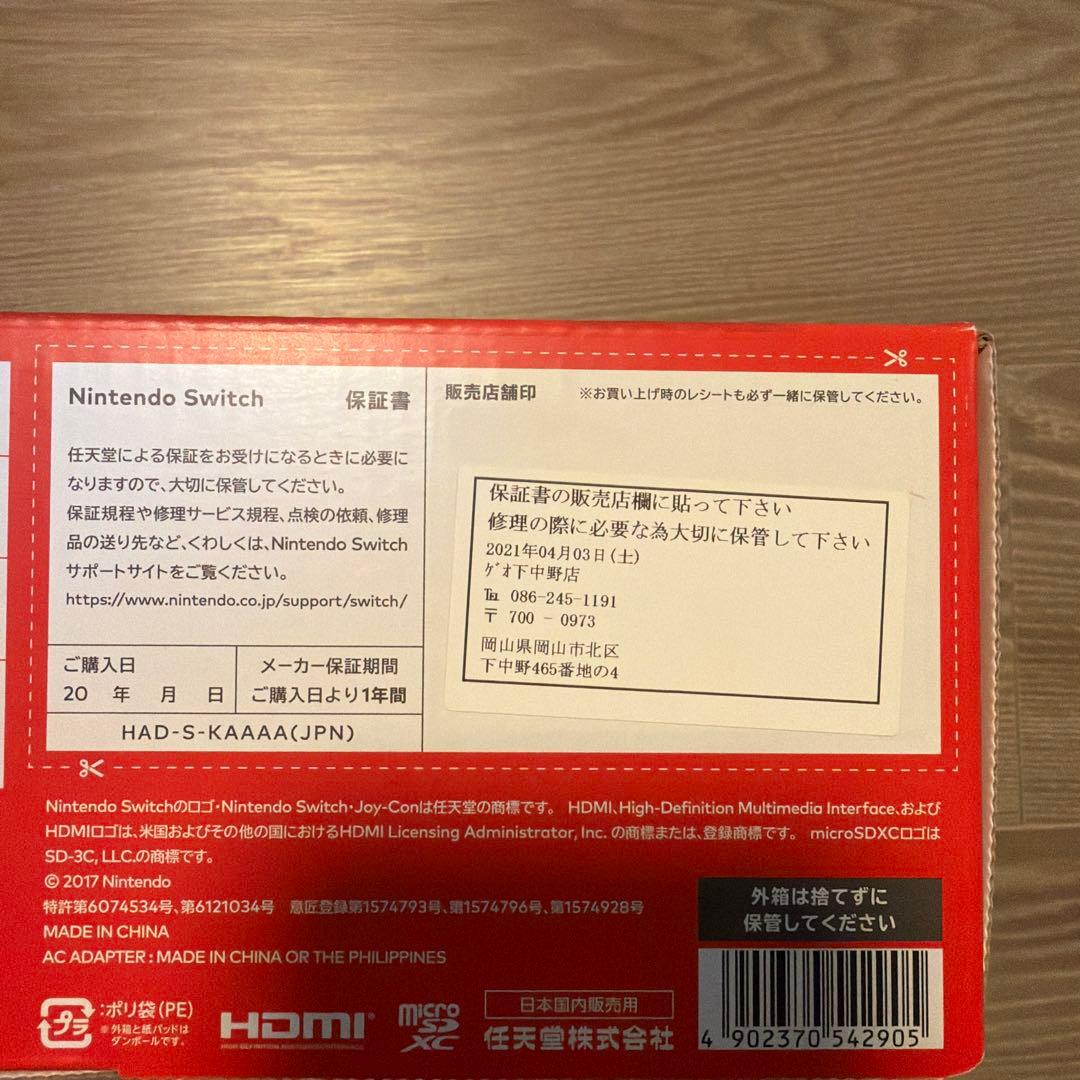 Nintendo Switch 保証書
任天堂による保証をお受けになるときに必要に
なりますので、大切に保管してください。
保証規程や修理サービス規程、点検の依頼、修理
品の送り先など、くわしくは、Nintendo Switch
サポートサイトをご覧ください。
https://www.nintendo.co.jp/support/switch/
ご購入日
20 年 月 日
メーカー保証期間
ご購入日より1年間
HAD-S-KAAAA(JPN)
販売店舗印 ※お買い上げ時のレシートも必ず一緒に保管してください。
保証書の販売店欄に貼って下さい
修理の際に必要な為大切に保管して下さい
2021年04月03日(土)
ゲオ下中野店
℡ 086-245-1191
〒 700 - 0973
岡山県岡山市北区
下中野465番地の4
Nintendo Switchのロゴ・Nintendo Switch・Joy-Conは任天堂の商標です。 HDMI、High-Definition Multimedia Interface、および
HDMIロゴは、米国およびその他の国におけるHDMI Licensing Administrator, Inc. の商標または、登録商標です。 microSDXCロゴは
SD-3C, LLC.の商標です。
© 2017 Nintendo
特許第6074534号、第6121034号 意匠登録第1574793号、第1574796号、第1574928号
MADE IN CHINA
AC ADAPTER : MADE IN CHINA OR THE PHILIPPINES
プラ
:ポリ袋(PE)
※外箱と紙パッドは
ダンボールです。
HDMI
HIGH-DEFINITION MULTIMEDIA INTERFACE
micro
SD
XC
日本国内販売用
任天堂株式会社
外箱は捨てずに
保管してください
4 902370 542905